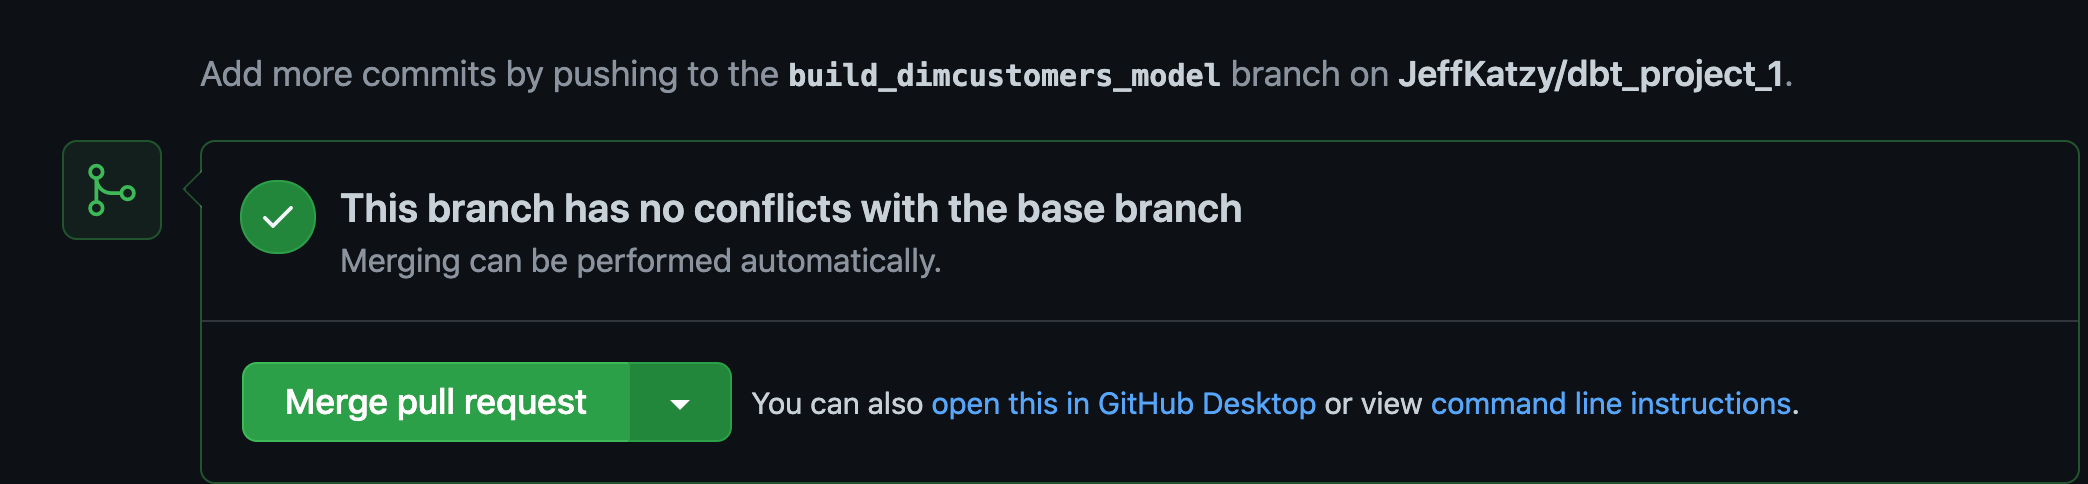 Add more commits by pushing to the build_dimcustomers_model branch on JeffKatzy/dbt_project_1.
This branch has no conflicts with the base branch
Merging can be performed automatically.
Merge pull request You can also open this in GitHub Desktop or view command line instructions.